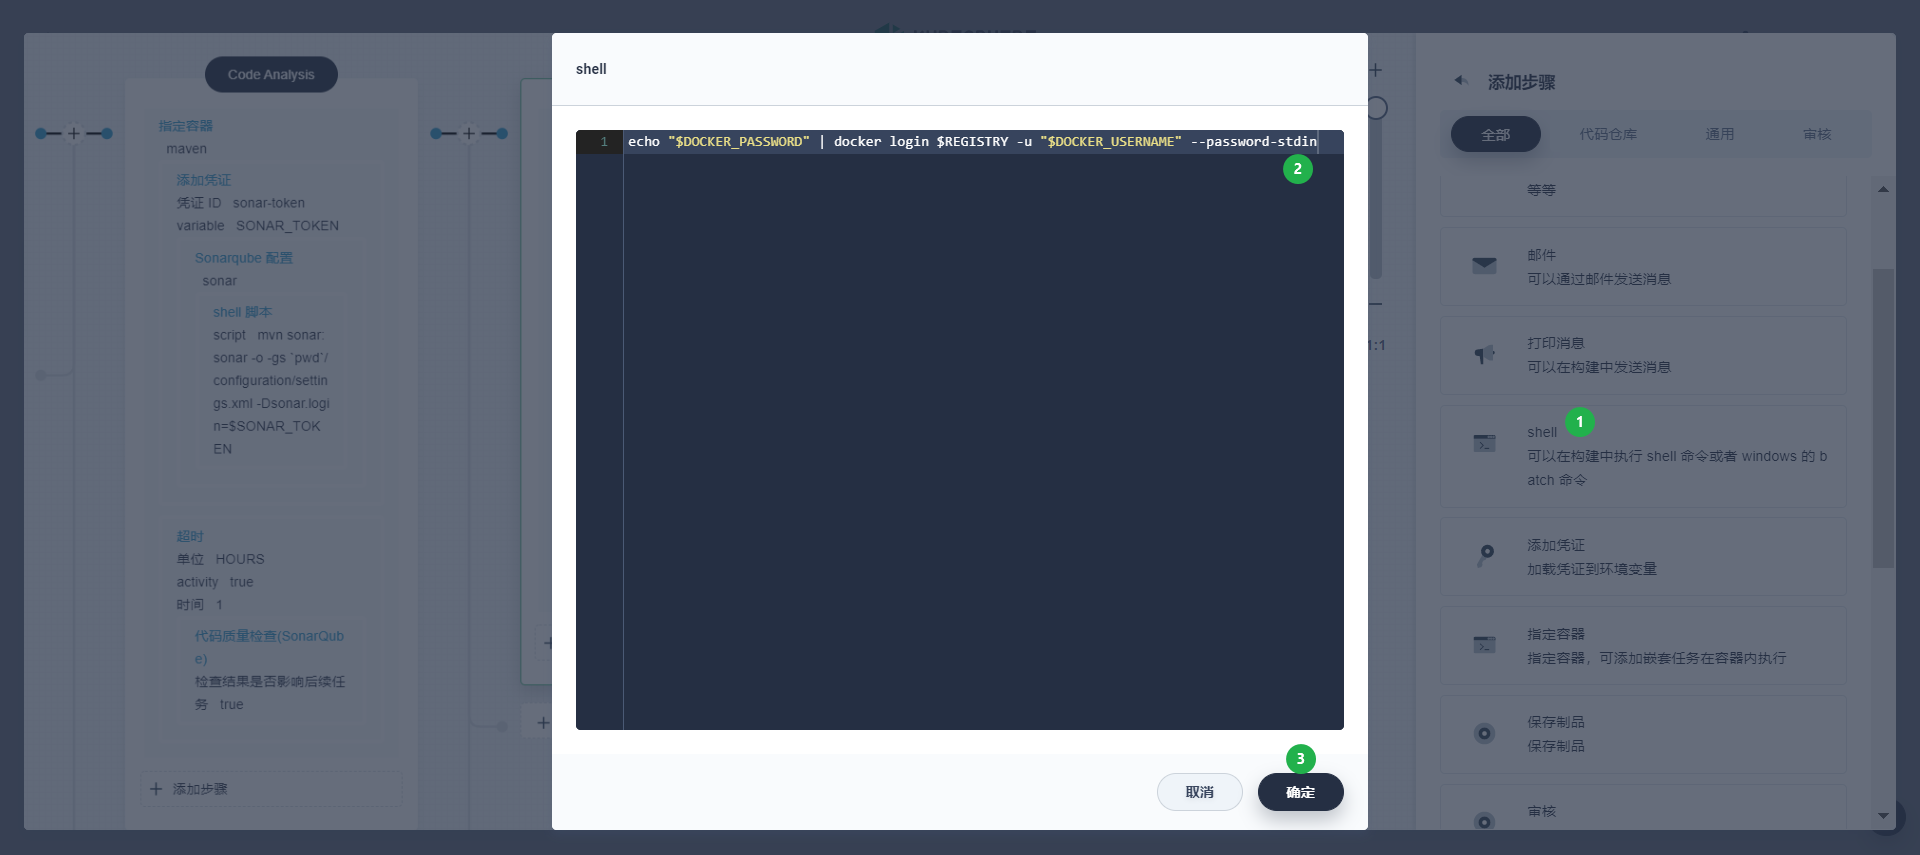 Code Analysis
指定容器
maven
添加凭证
凭证 ID sonar-token
variable SONAR_TOKEN
Sonarqube 配置
sonar
shell 脚本
script mvn sonar:
sonar -o -gs `pwd`/
configuration/settin
gs.xml -Dsonar.logi
n=$SONAR_TOK
EN
超时
单位 HOURS
activity true
时间 1
代码质量检查(SonarQub
e)
检查结果是否影响后续任
务 true
+ 添加步骤
shell
1 echo "$DOCKER_PASSWORD" | docker login $REGISTRY -u "$DOCKER_USERNAME" --password-stdin
2
3
取消
确定
1:1
添加步骤
全部 代码仓库 通用 审核
等等
邮件
可以通过邮件发送消息
打印消息
可以在构建中发送消息
shell 1
可以在构建中执行 shell 命令或者 windows 的 b
atch 命令
添加凭证
加载凭证到环境变量
指定容器
指定容器，可添加嵌套任务在容器内执行
保存制品
保存制品
审核